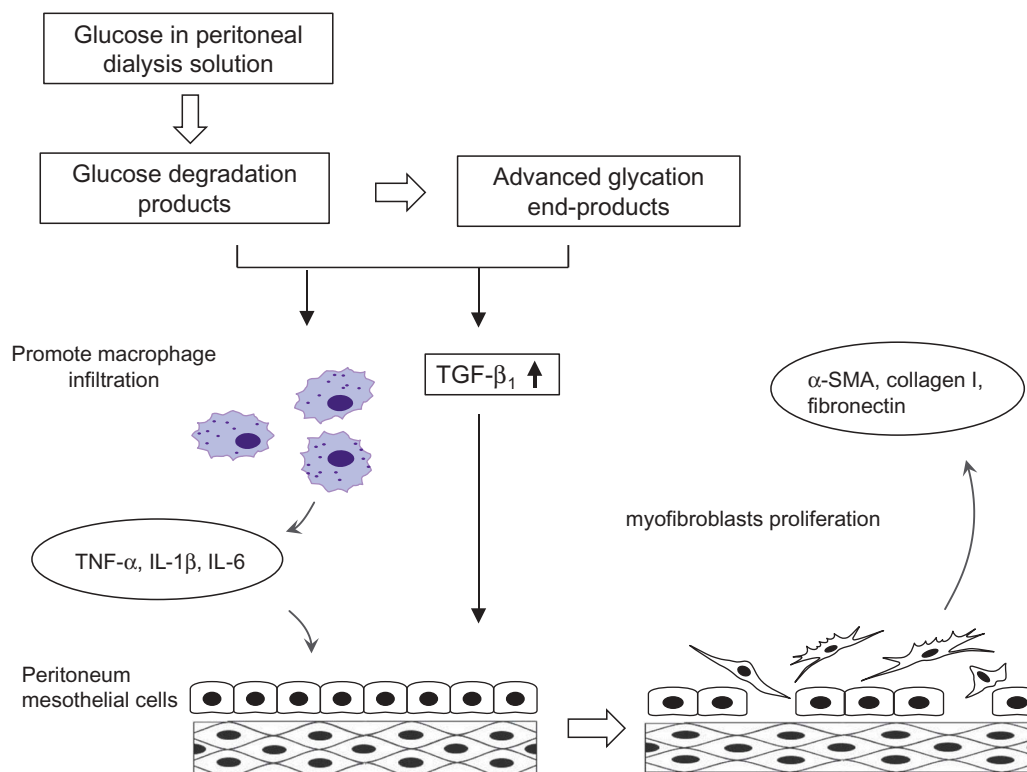 Glucose in peritoneal
dialysis solution
Glucose degradation
products
Advanced glycation
end-products
Promote macrophage
infiltration
TGF-β₁
α-SMA, collagen I,
fibronectin
myofibroblasts proliferation
TNF-α, IL-1β, IL-6
Peritoneum
mesothelial cells